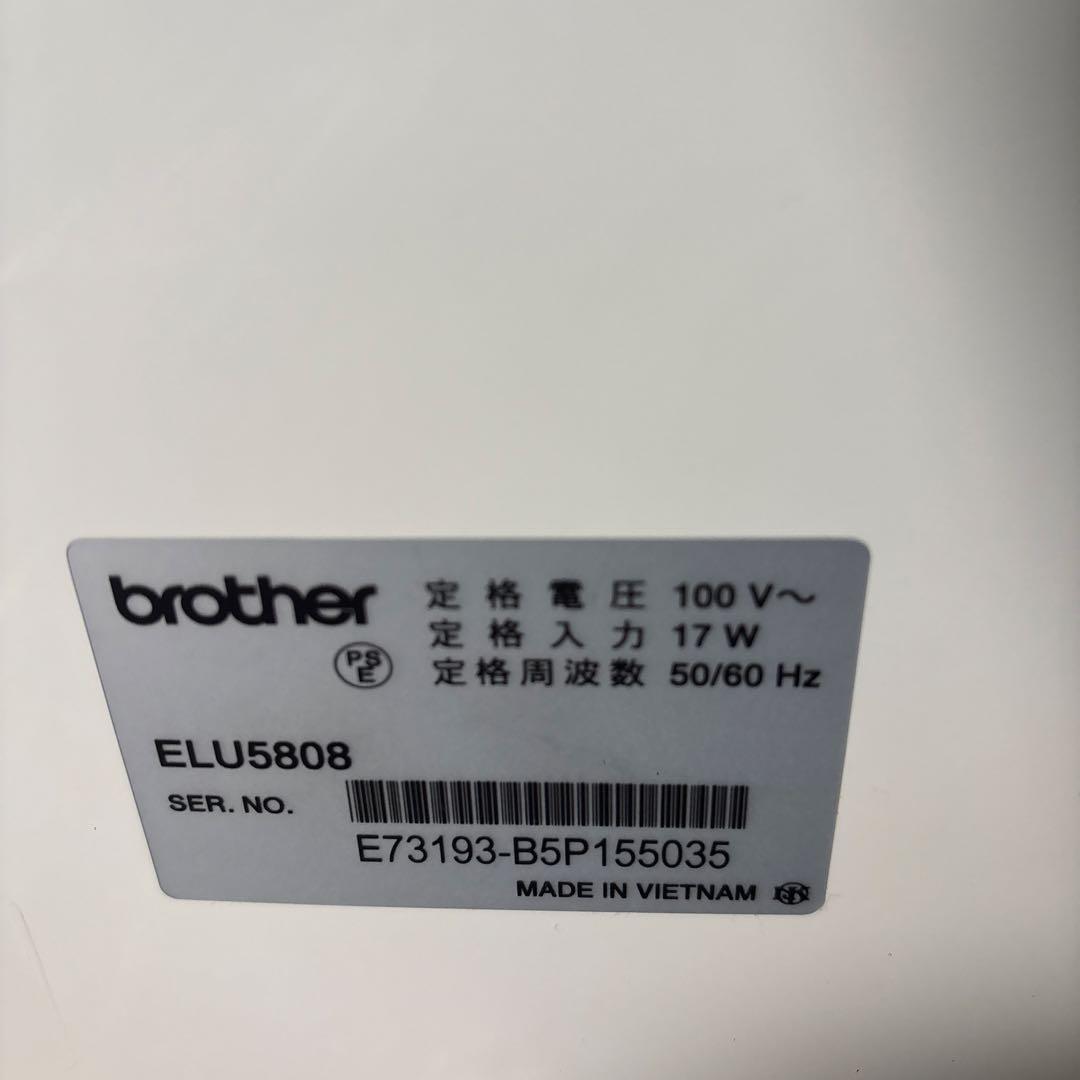 brother
定格電圧 100 V～
定格入力 17 W
定格周波数 50/60 Hz
PSE
ELU5808
SER. NO.
E73193-B5P155035
MADE IN VIETNAM